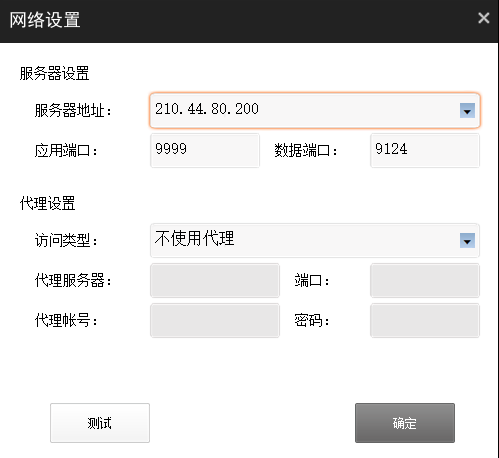 网络设置
服务器设置
服务器地址： 210.44.80.200
应用端口： 9999 数据端口： 9124
代理设置
访问类型： 不使用代理
代理服务器： 端口：
代理帐号： 密码：
测试 确定